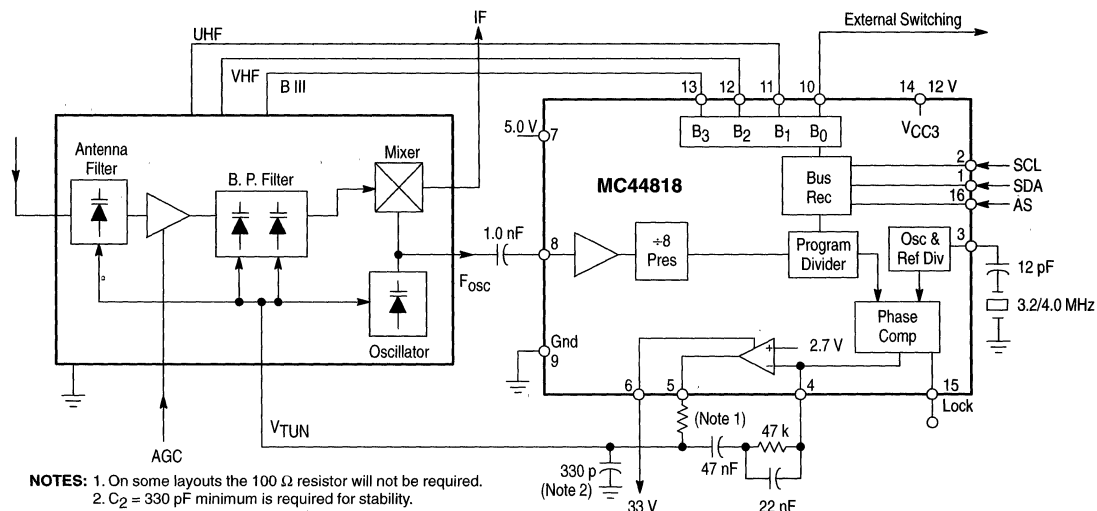 IF
External Switching
UHF
VHF
B III
13
12
11
10
14
12 V
5.0 V
7
B3
B2
B1
B0
VCC3
Antenna
Filter
B. P. Filter
Mixer
MC44818
Bus
Rec
2
SCL
1
SDA
16
AS
1.0 nF
8
÷8
Pres
Program
Divider
Osc &
Ref Div
3
12 pF
3.2/4.0 MHz
Fosc
Oscillator
Phase
Comp
Gnd
9
+
–
2.7 V
6
5
4
15
Lock
VTUN
AGC
(Note 1)
47 k
47 nF
330 p
(Note 2)
33 V
22 nF
NOTES: 1. On some layouts the 100 Ω resistor will not be required.
2. C2 = 330 pF minimum is required for stability.